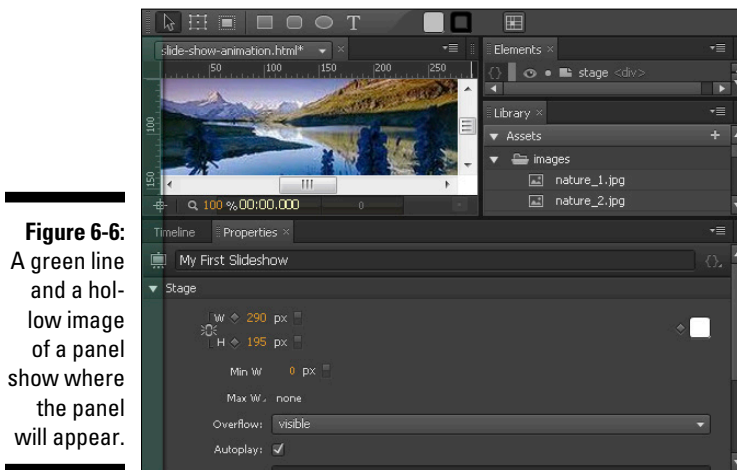 T
slide-show-animation.html*
Elements
50 100 150 200 250
stage <div>
Library
Assets
images
nature_1.jpg
nature_2.jpg
100
150
100 % 00:00.000 0
Timeline Properties
My First Slideshow
Stage
W 290 px
H 195 px
Min W 0 px
Max W none
Overflow: visible
Autoplay:
Figure 6-6:
A green line
and a hol-
low image
of a panel
show where
the panel
will appear.